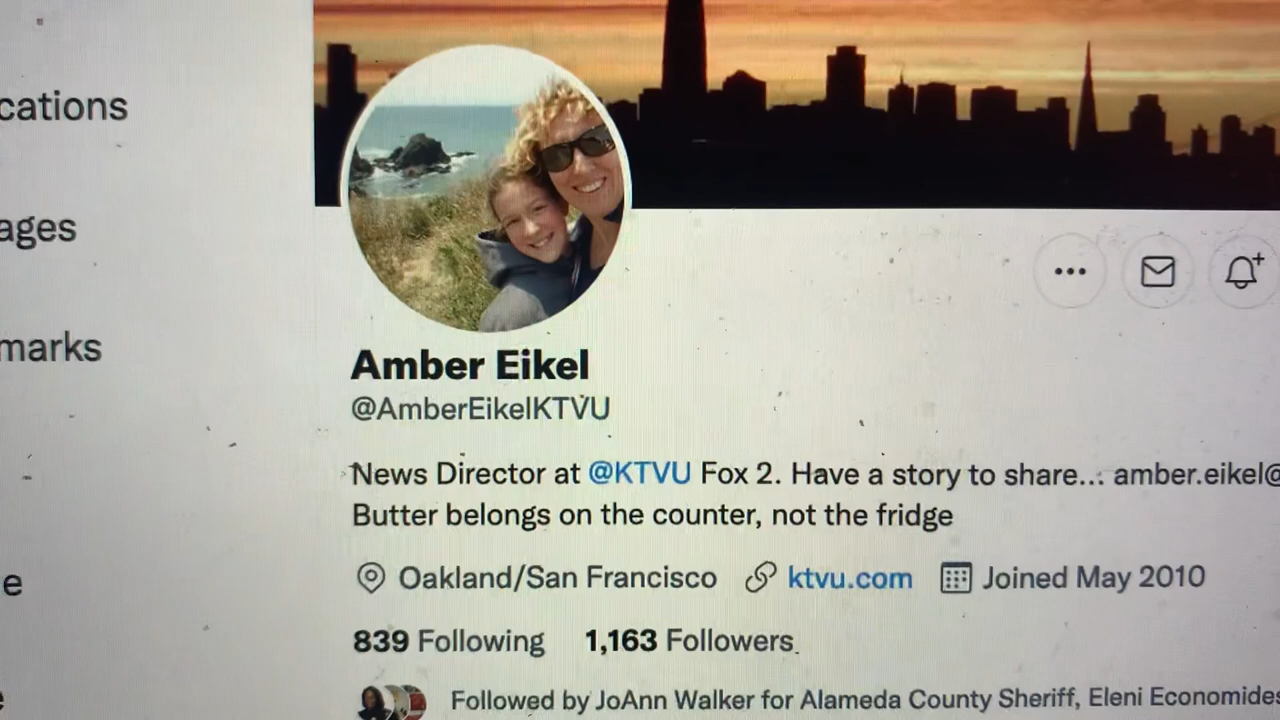 cations
ages
marks
e
Amber Eikel
@AmberEikelKTVU
News Director at @KTVU Fox 2. Have a story to share... amber.eikel@
Butter belongs on the counter, not the fridge
Oakland/San Francisco ktvu.com Joined May 2010
839 Following 1,163 Followers
Followed by JoAnn Walker for Alameda County Sheriff, Eleni Economides